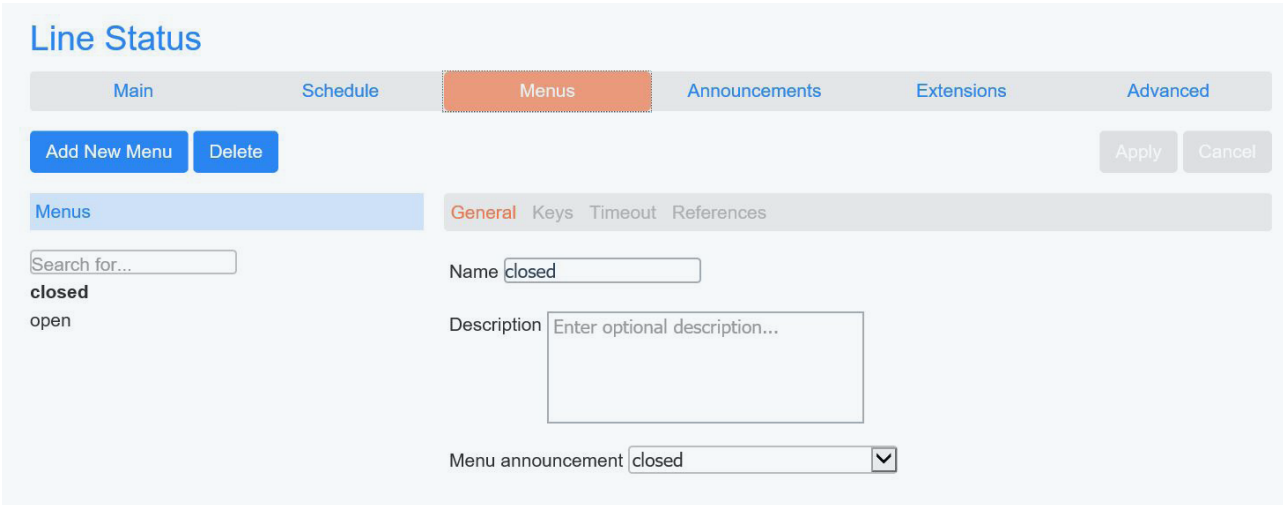 Line Status
Main Schedule Menus Announcements Extensions Advanced
Add New Menu Delete Apply Cancel
Menus
General Keys Timeout References
Search for...
closed
open
Name closed
Description Enter optional description...
Menu announcement closed